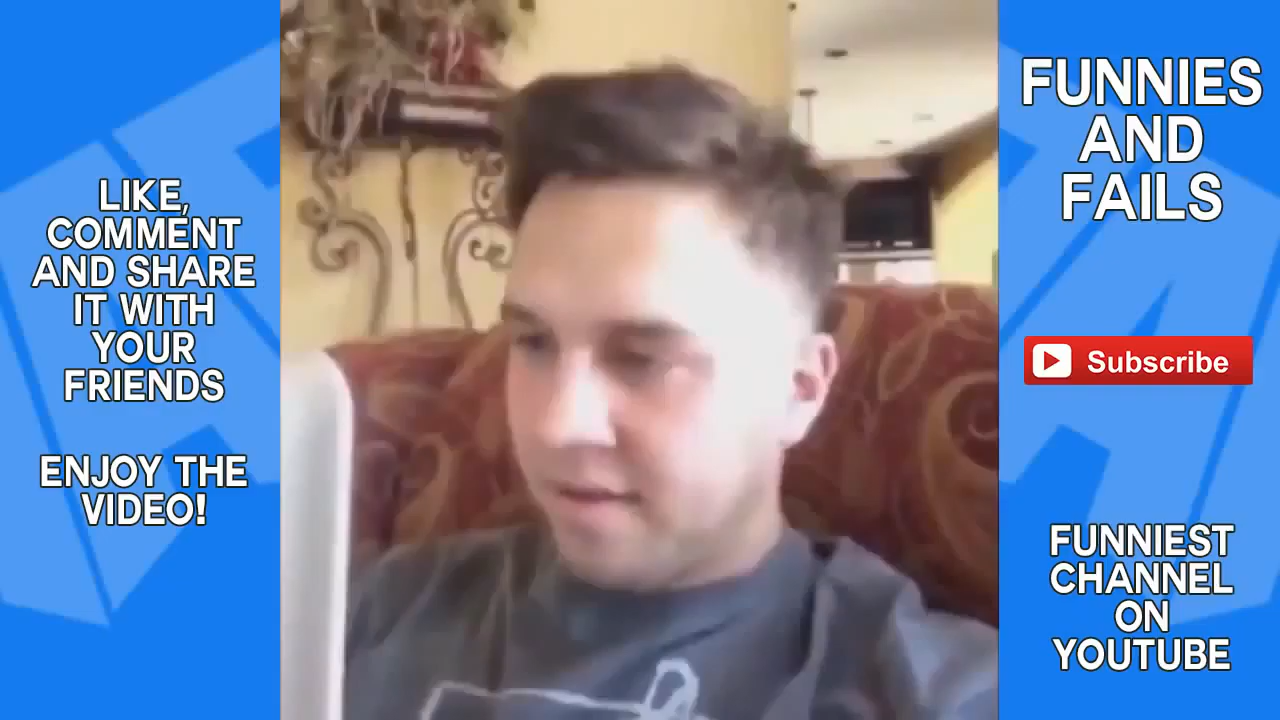 LIKE,
COMMENT
AND SHARE
IT WITH
YOUR
FRIENDS
ENJOY THE
VIDEO!
FUNNIES
AND
FAILS
Subscribe
FUNNIEST
CHANNEL
ON
YOUTUBE